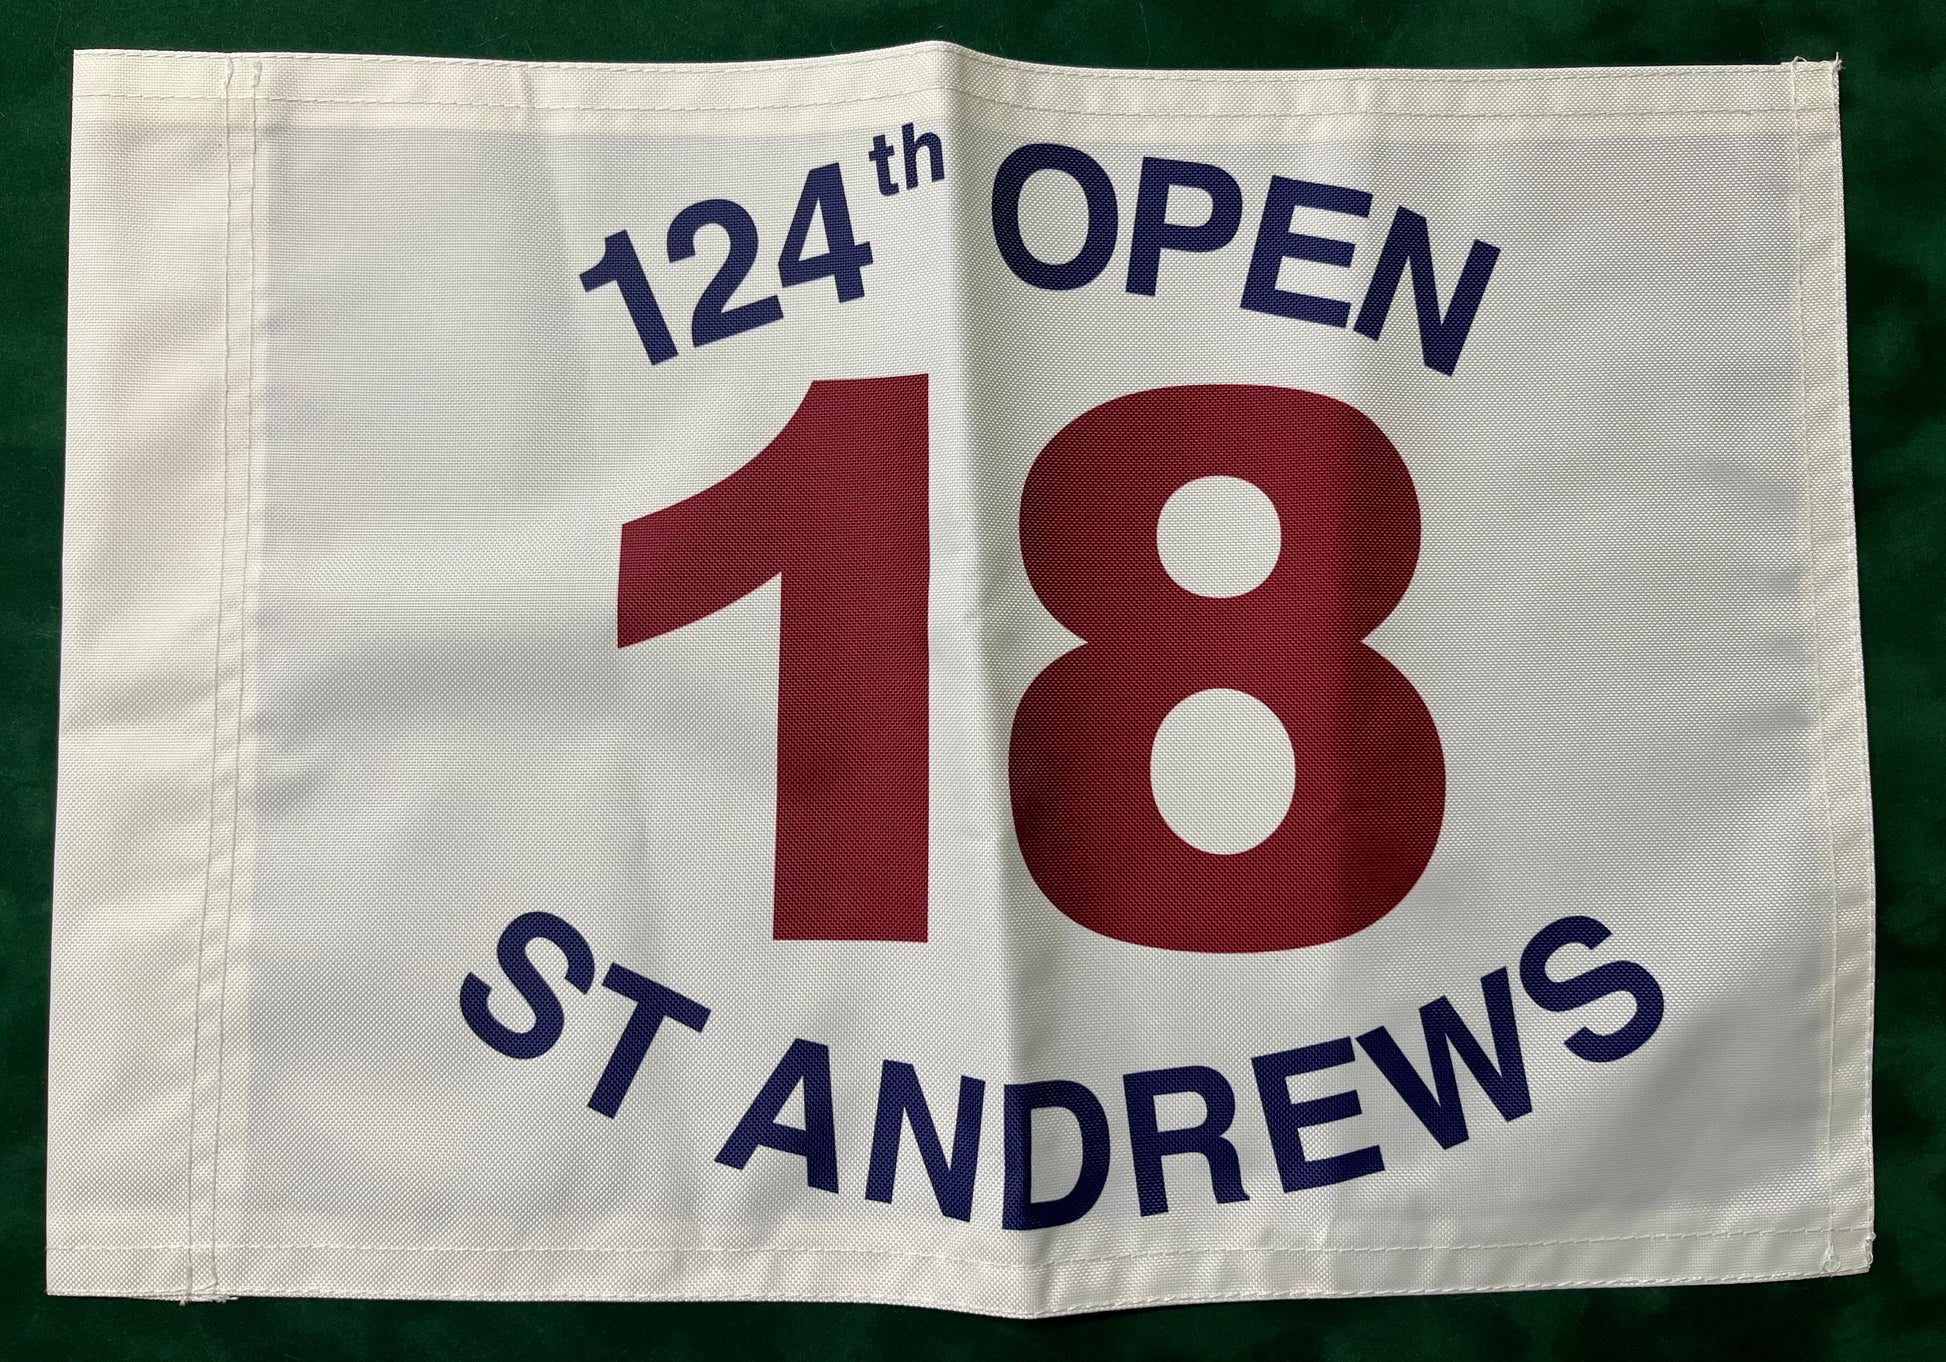 124th OPEN
18
ST ANDREWS